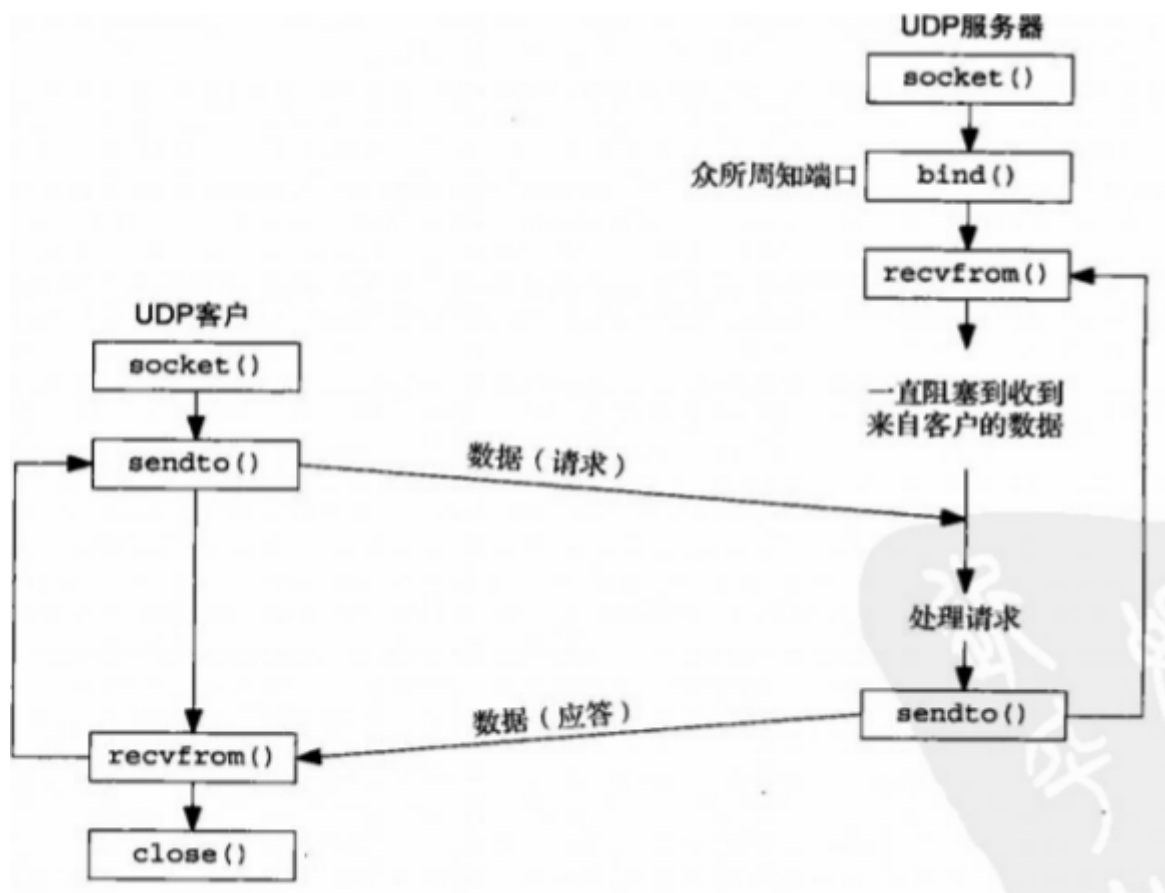 UDP服务器
socket()
众所周知端口
bind()
recvfrom()
UDP客户
socket()
一直阻塞到收到
来自客户的数据
sendto()
数据（请求）
处理请求
sendto()
数据（应答）
recvfrom()
close()